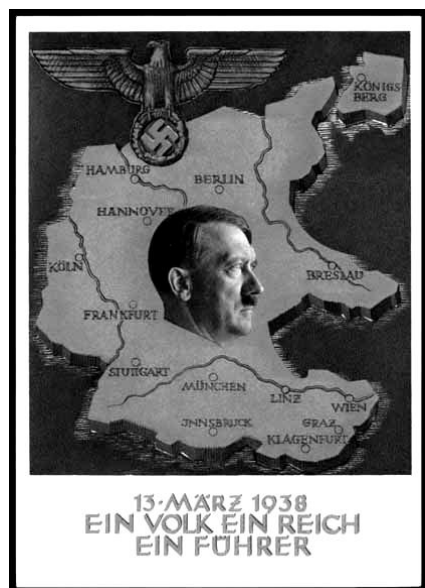 KÖNIGS
BERG
HAMBURG
BERLIN
HANNOVER
KÖLN
BRESLAU
FRANKFURT
STUTTGART
MÜNCHEN
LINZ
WIEN
JNNSBRUCK
GRAZ
KLAGENFURT
13·MÄRZ 1938
EIN VOLK EIN REICH
EIN FÜHRER